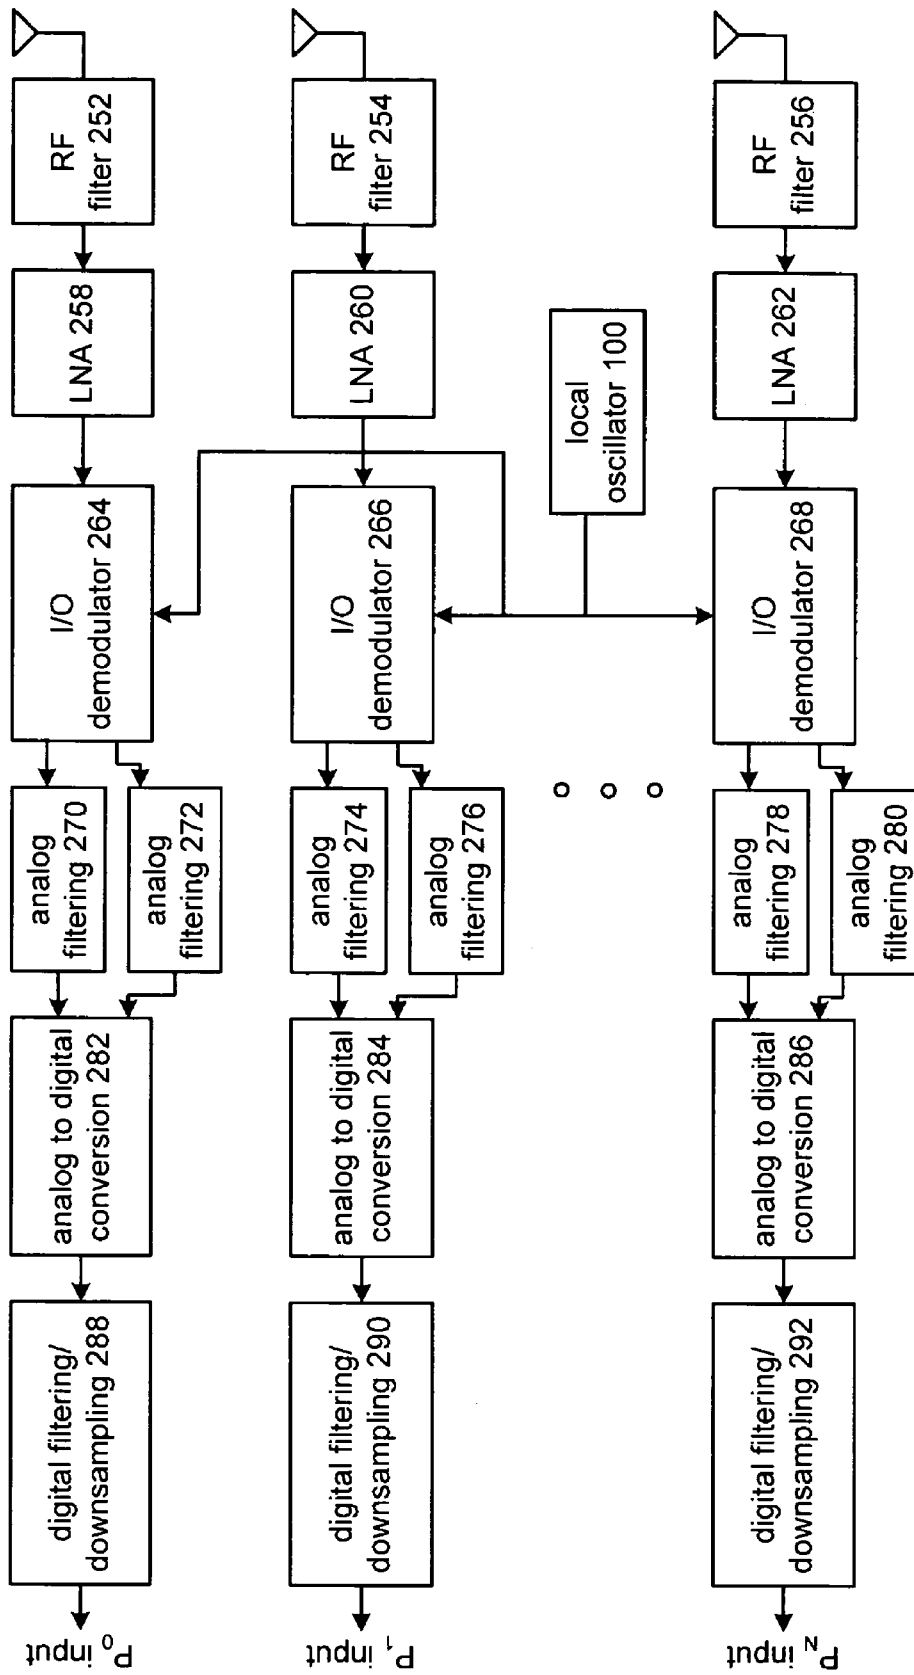 RF
filter 252
LNA 258
I/O
demodulator 264
analog
filtering 270
analog
filtering 272
analog to digital
conversion 282
digital filtering/
downsampling 288
P0 input
RF
filter 254
LNA 260
I/O
demodulator 266
analog
filtering 274
analog
filtering 276
analog to digital
conversion 284
digital filtering/
downsampling 290
P1 input
local
oscillator 100
RF
filter 256
LNA 262
I/O
demodulator 268
analog
filtering 278
analog
filtering 280
analog to digital
conversion 286
digital filtering/
downsampling 292
PN input